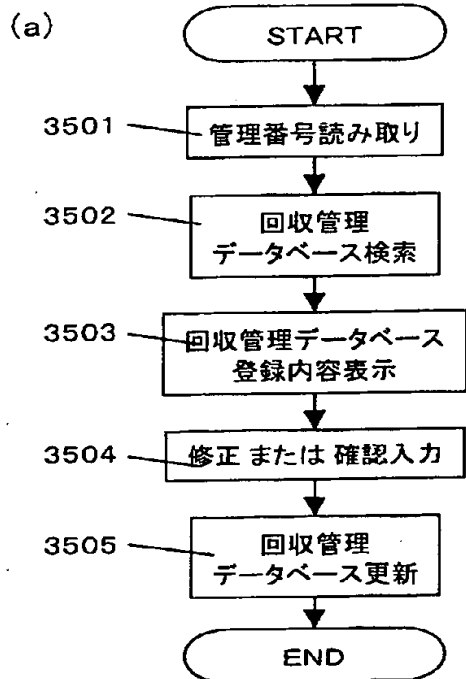 (a)
START
3501
管理番号読み取り
3502
回収管理
データベース検索
3503
回収管理データベース
登録内容表示
3504
修正 または 確認入力
3505
回収管理
データベース更新
END